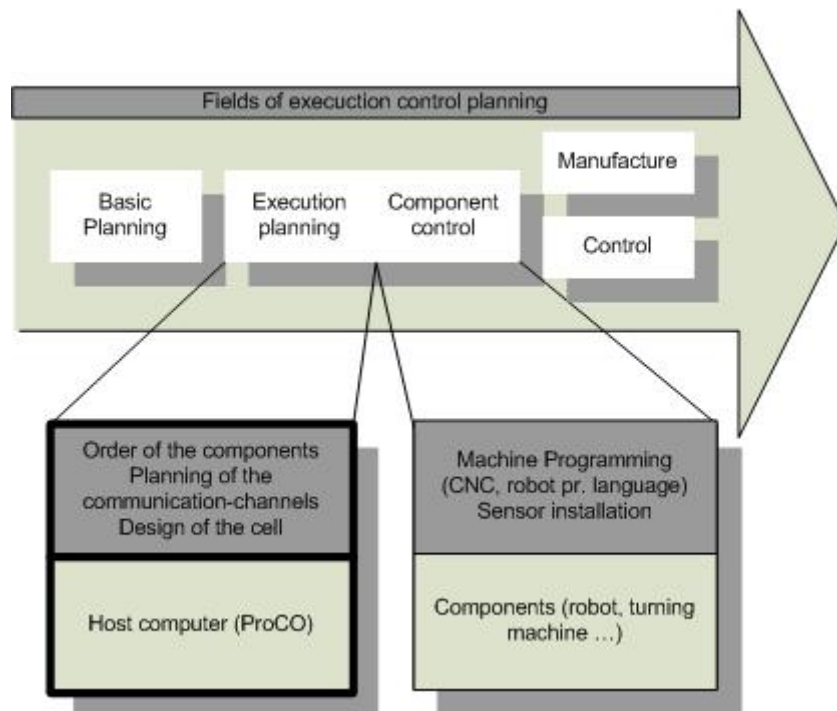 Fields of execuction control planning
Basic
Planning
Execution
planning
Component
control
Manufacture
Control
Order of the components
Planning of the
communication-channels
Design of the cell
Host computer (ProCO)
Machine Programming
(CNC, robot pr. language)
Sensor installation
Components (robot, turning
machine ...)